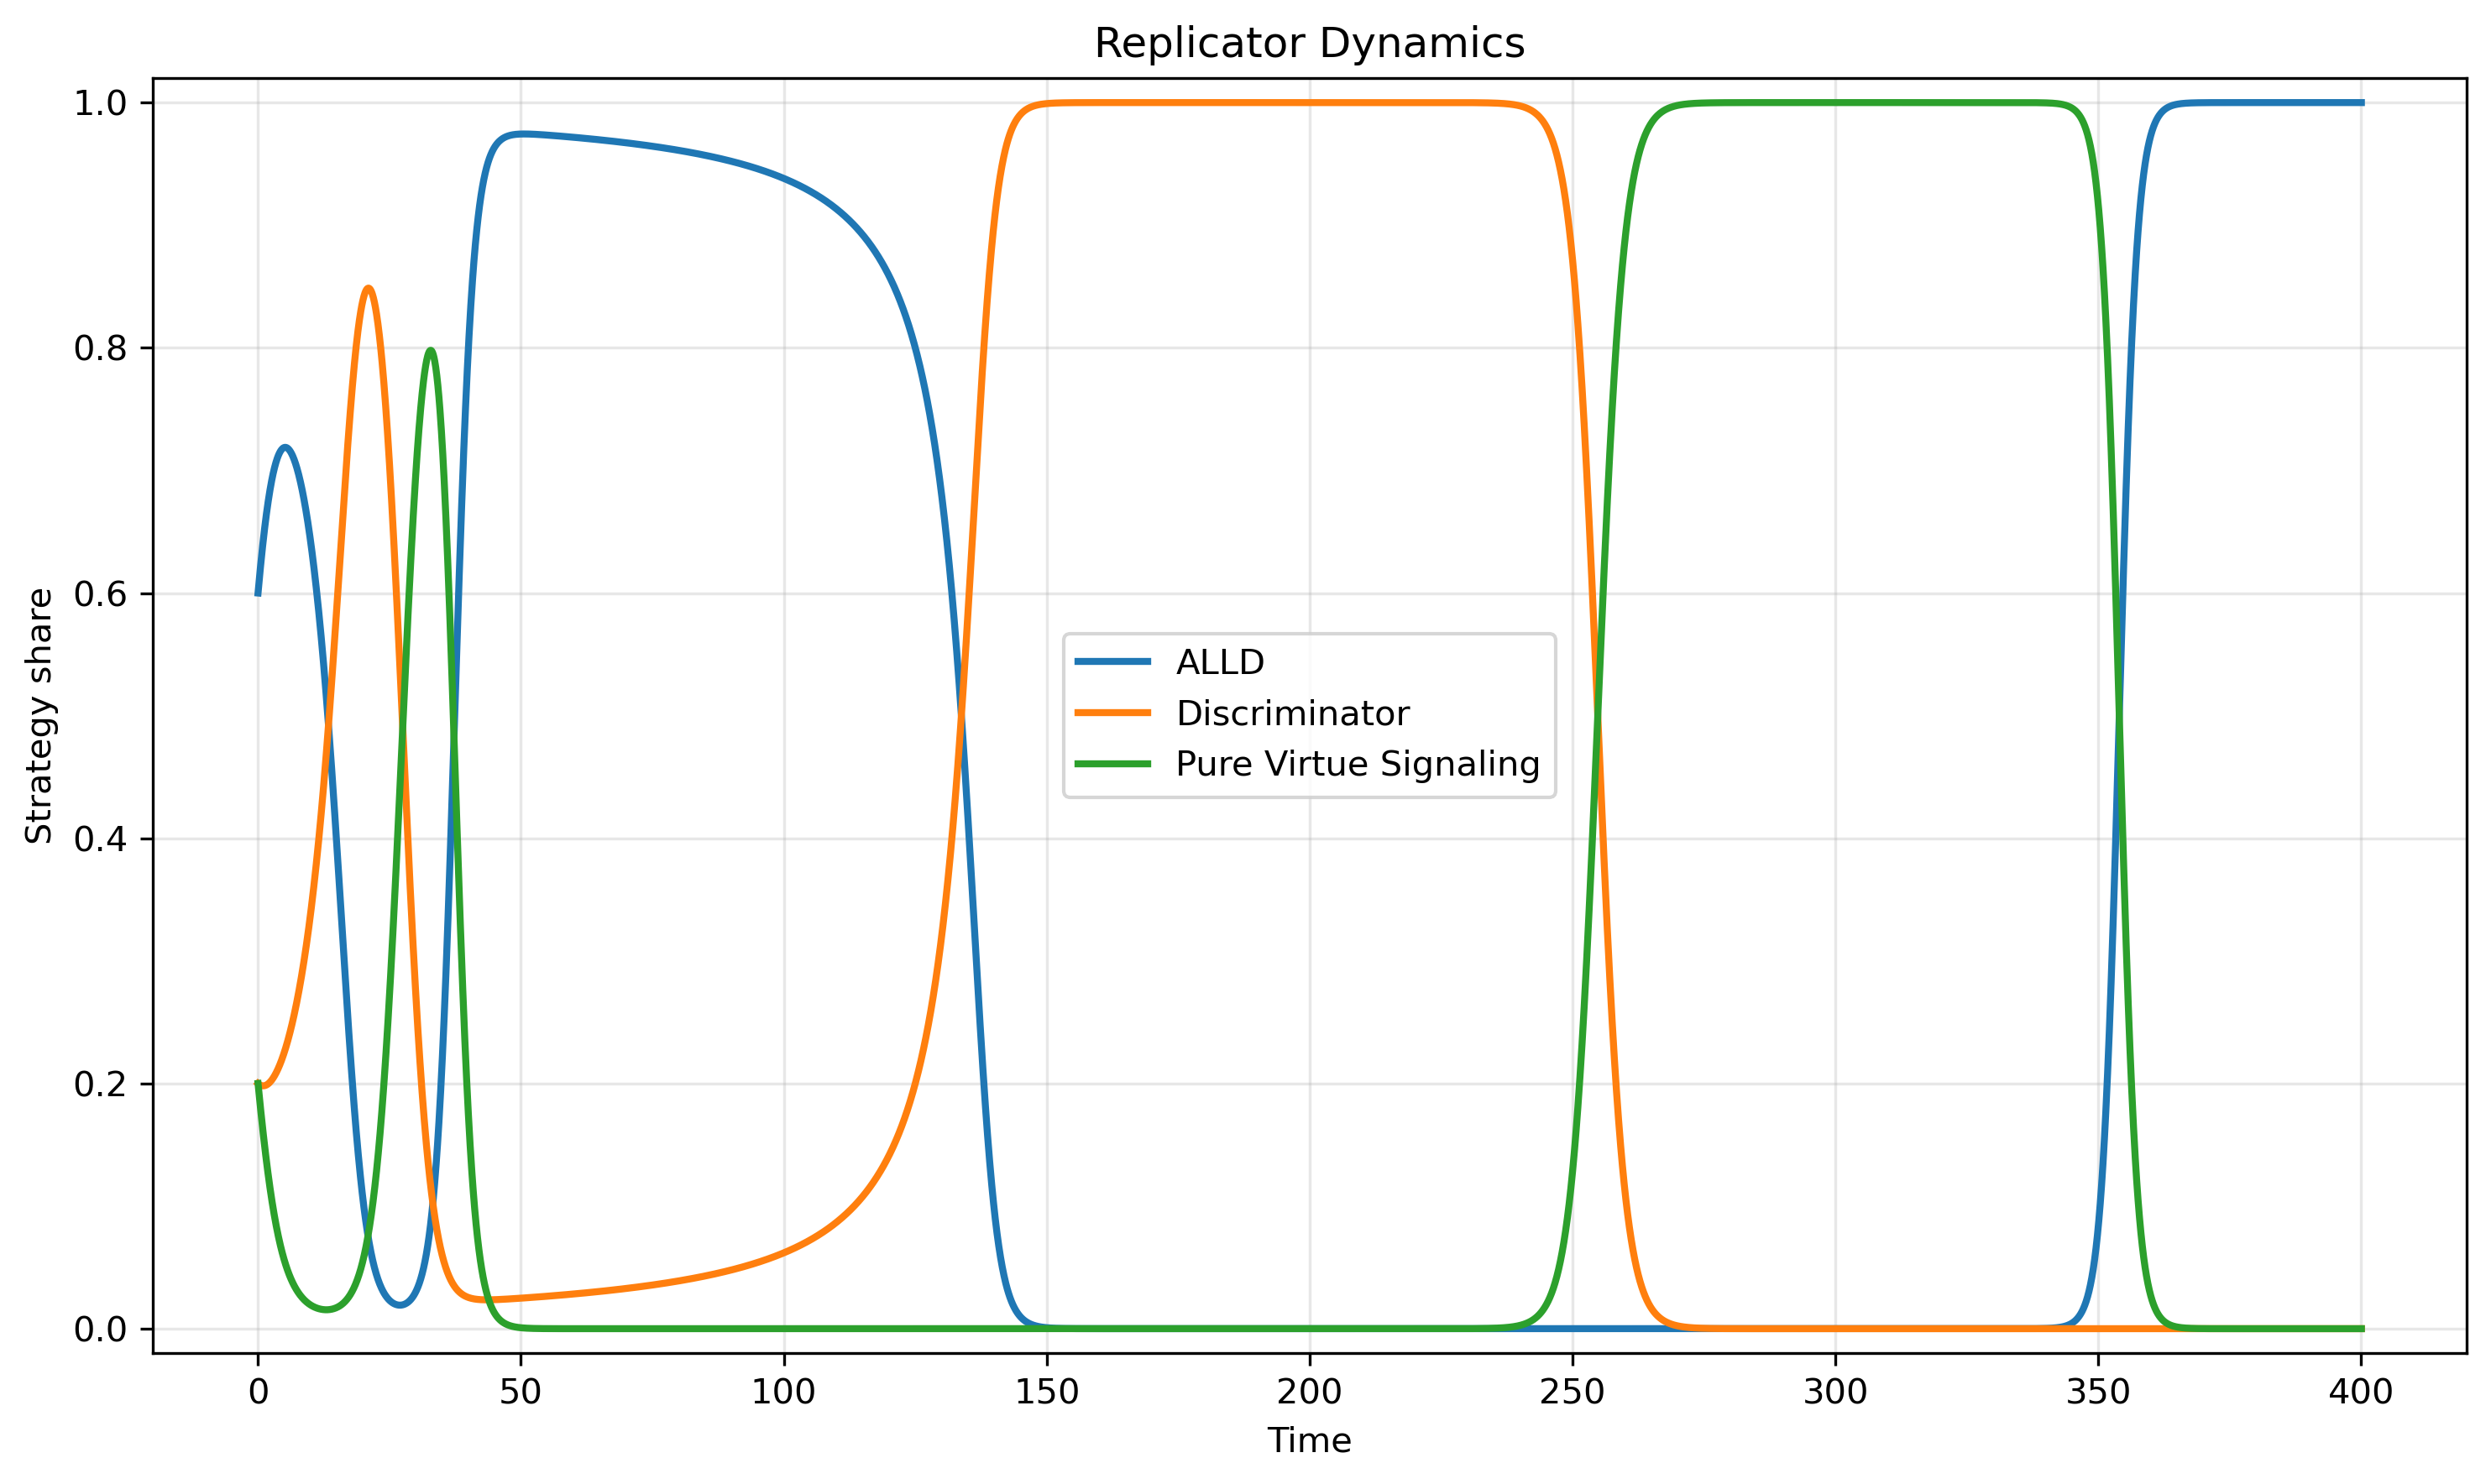 Replicator Dynamics
Strategy share
1.0
0.8
0.6
0.4
0.2
0.0
ALLD
Discriminator
Pure Virtue Signaling
0 50 100 150 200 250 300 350 400
Time